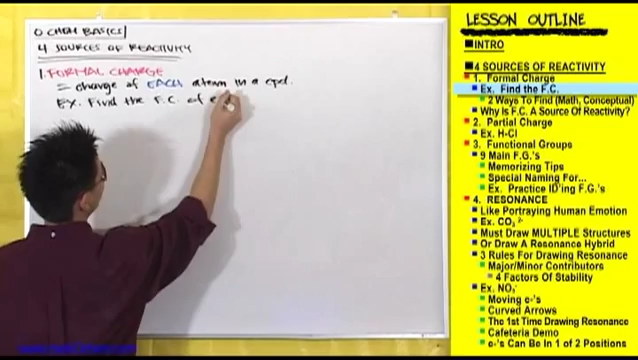 O CHEM BASICS
4 SOURCES OF REACTIVITY
1. FORMAL CHARGE
= charge of EACH atom in a cpd.
EX. Find the F.C. of e
LESSON OUTLINE
INTRO
4 SOURCES OF REACTIVITY
1. Formal Charge
Ex. Find the F.C.
2 Ways To Find (Math, Conceptual)
Why Is F.C. A Source Of Reactivity?
2. Partial Charge
Ex. H-Cl
3. Functional Groups
9 Main F.G.'s
Memorizing Tips
Special Naming For...
Ex. Practice ID'ing F.G.'s
4. RESONANCE
Like Portraying Human Emotion
Ex. CO₃²⁻
Must Draw MULTIPLE Structures
Or Draw A Resonance Hybrid
3 Rules For Drawing Resonance
Major/Minor Contributors
4 Factors Of Stability
Ex. NO₃⁻
Moving e-'s
Curved Arrows
The 1st Time Drawing Resonance
Cafeteria Demo
e-'s Can Be In 1 of 2 Positions